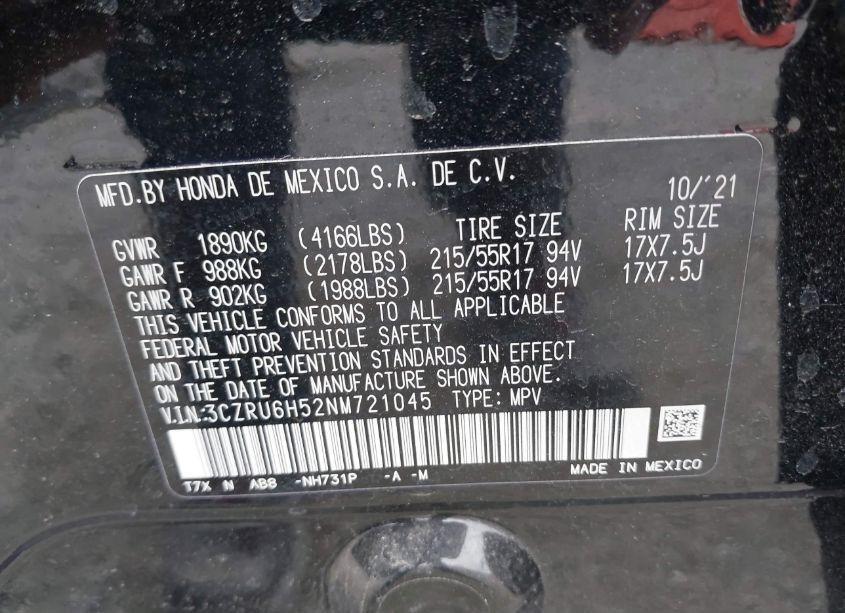 MFD.BY HONDA DE MEXICO S.A. DE C.V. 10/'21
TIRE SIZE RIM SIZE
GVWR 1890KG (4166LBS)
GAWR F 988KG (2178LBS) 215/55R17 94V 17X7.5J
GAWR R 902KG (1988LBS) 215/55R17 94V 17X7.5J
THIS VEHICLE CONFORMS TO ALL APPLICABLE
FEDERAL MOTOR VEHICLE SAFETY
AND THEFT PREVENTION STANDARDS IN EFFECT
ON THE DATE OF MANUFACTURE SHOWN ABOVE.
V.I.N:3CZRU6H52NM721045 TYPE: MPV
MADE IN MEXICO
T7X N AB8 -NH731P -A -M